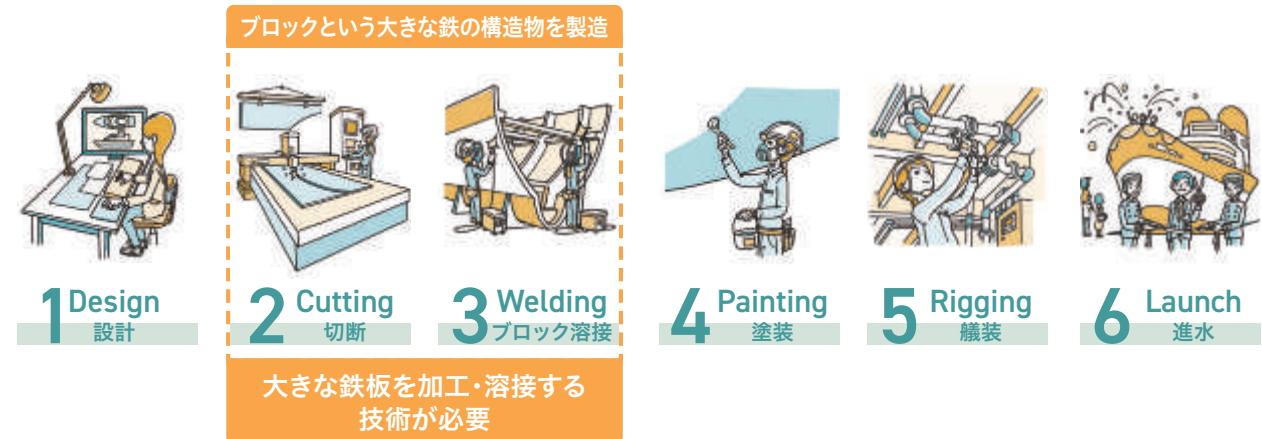 ブロックという大きな鉄の構造物を製造
1 Design
設計
2 Cutting
切断
3 Welding
ブロック溶接
4 Painting
塗装
5 Rigging
艤装
6 Launch
進水
大きな鉄板を加工・溶接する
技術が必要